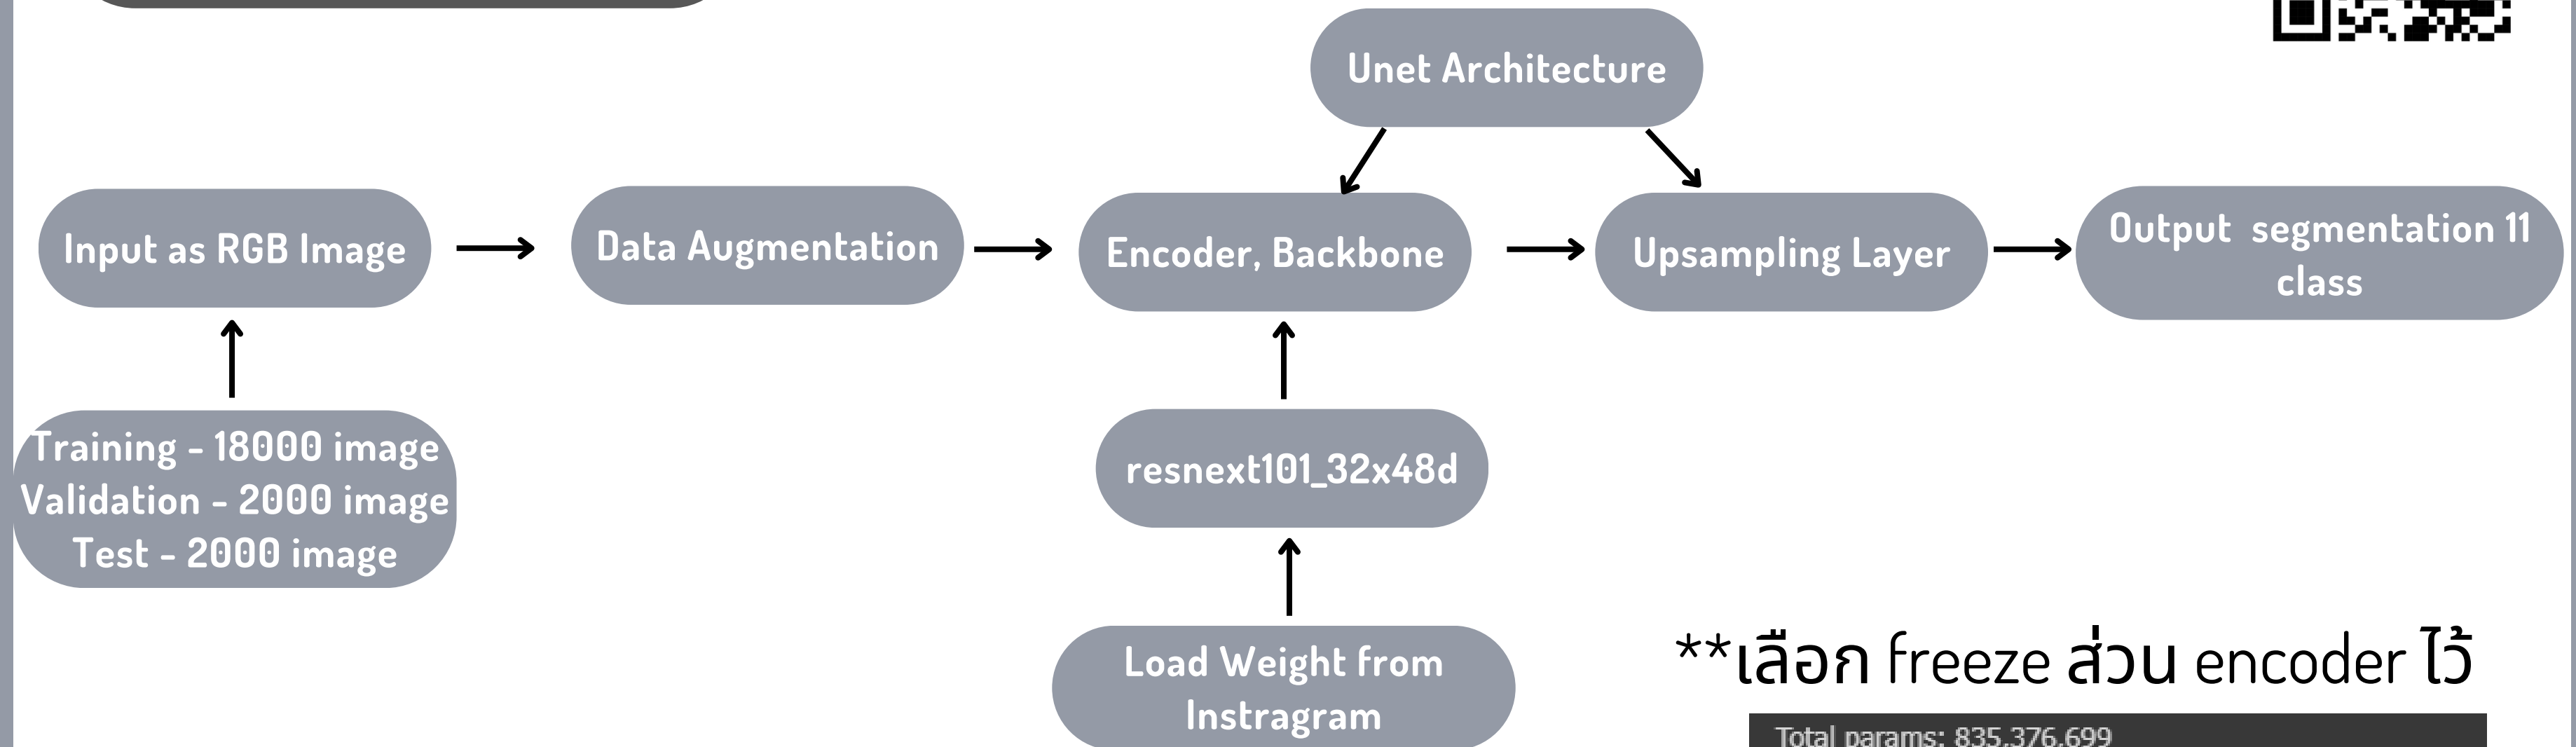 Unet Architecture
Input as RGB Image
Data Augmentation
Encoder, Backbone
Upsampling Layer
Output segmentation 11
class
Training - 18000 image
Validation - 2000 image
Test - 2000 image
resnext101_32x48d
Load Weight from
Instragram
**เลือก freeze ส่วน encoder ไว้
Total params: 835,376,699